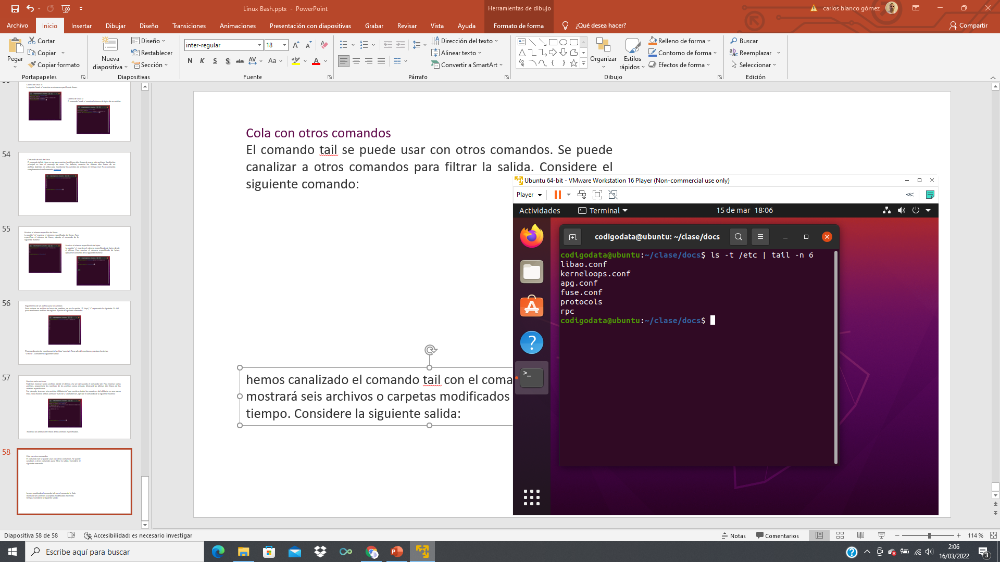 Linux Bash.pptx - PowerPoint
Herramientas de dibujo
carlos blanco gómez
Archivo
Inicio
Insertar
Dibujar
Diseño
Transiciones
Animaciones
Presentación con diapositivas
Grabar
Revisar
Vista
Ayuda
Formato de forma
¿Qué desea hacer?
Compartir
Pegar
Cortar
Copiar
Copiar formato
Portapapeles
Nueva diapositiva
Diseño
Restablecer
Sección
Diapositivas
inter-regular
18
N K S S abc AV Aa A
Fuente
Dirección del texto
Alinear texto
Convertir a SmartArt
Párrafo
Organizar
Estilos rápidos
Relleno de forma
Contorno de forma
Efectos de forma
Dibujo
Buscar
Reemplazar
Seleccionar
Edición
54
55
56
57
58
Cola con otros comandos
El comando tail se puede usar con otros comandos. Se puede
canalizar a otros comandos para filtrar la salida. Considere el
siguiente comando:
hemos canalizado el comando tail con el coma
mostrará seis archivos o carpetas modificados
tiempo. Considere la siguiente salida:
Ubuntu 64-bit - VMware Workstation 16 Player (Non-commercial use only)
Player
Actividades
Terminal
15 de mar 18:06
codigodata@ubuntu: ~/clase/docs
codigodata@ubuntu:~/clase/docs$ ls -t /etc | tail -n 6
libao.conf
kerneloops.conf
apg.conf
fuse.conf
protocols
rpc
codigodata@ubuntu:~/clase/docs$
Diapositiva 58 de 58
Accesibilidad: es necesario investigar
Notas
Comentarios
114 %
Escribe aquí para buscar
2:06
16/03/2022
3